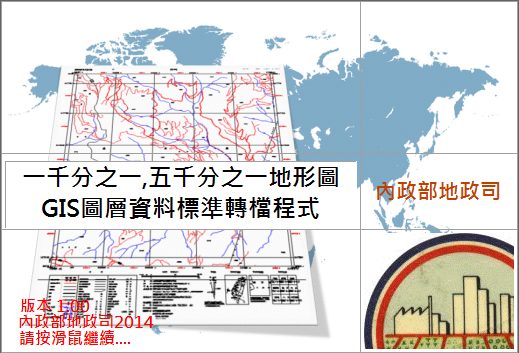 一千分之一,五千分之一地形圖
GIS圖層資料標準轉檔程式
內政部地政司
版本 1.00
內政部地政司2014
請按滑鼠繼續....